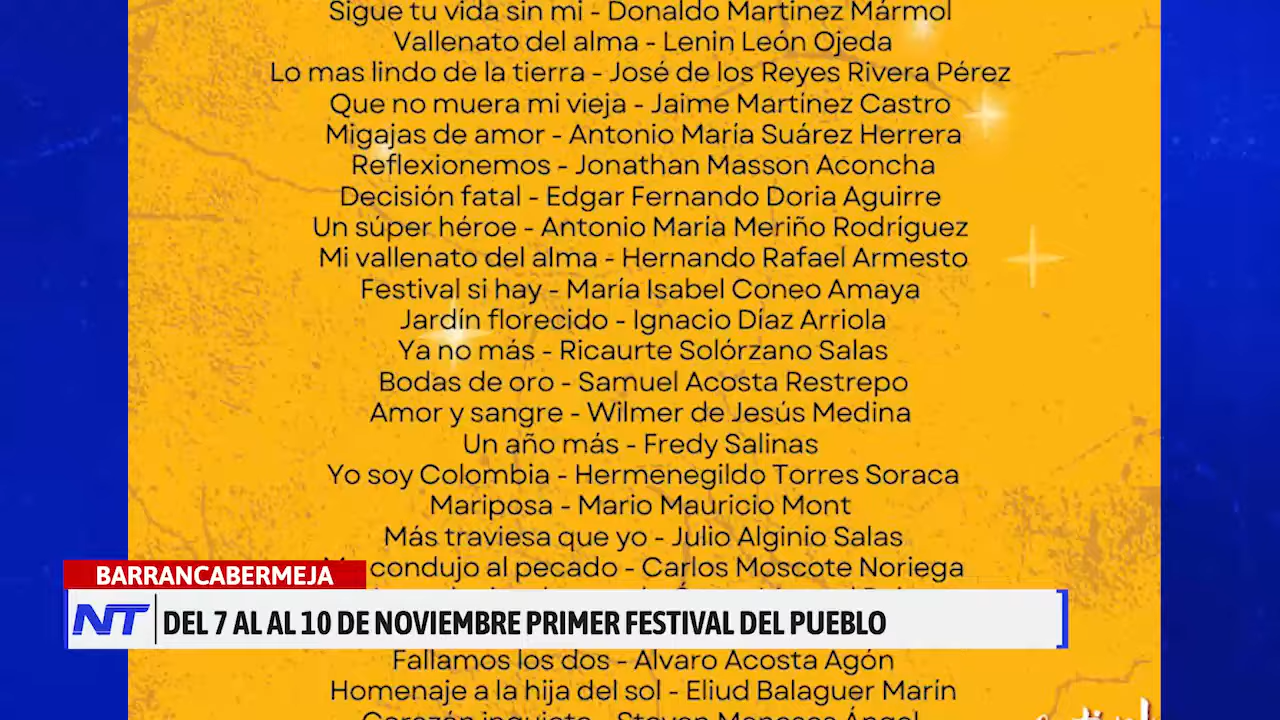 Sigue tu vida sin mi - Donaldo Martinez Mármol
Vallenato del alma - Lenin León Ojeda
Lo mas lindo de la tierra - José de los Reyes Rivera Pérez
Que no muera mi vieja - Jaime Martínez Castro
Migajas de amor - Antonio María Suárez Herrera
Reflexionemos - Jonathan Masson Aconcha
Decisión fatal - Edgar Fernando Doria Aguirre
Un súper héroe - Antonio María Meriño Rodríguez
Mi vallenato del alma - Hernando Rafael Armesto
Festival si hay - María Isabel Coneo Amaya
Jardín florecido - Ignacio Díaz Arriola
Ya no más - Ricaurte Solórzano Salas
Bodas de oro - Samuel Acosta Restrepo
Amor y sangre - Wilmer de Jesús Medina
Un año más - Fredy Salinas
Yo soy Colombia - Hermenegildo Torres Soraca
Mariposa - Mario Mauricio Mont
Más traviesa que yo - Julio Alginio Salas
condujo al pecado - Carlos Moscote Noriega
BARRANCABERMEJA
NT DEL 7 AL AL 10 DE NOVIEMBRE PRIMER FESTIVAL DEL PUEBLO
Fallamos los dos - Alvaro Acosta Agón
Homenaje a la hija del sol - Eliud Balaguer Marín